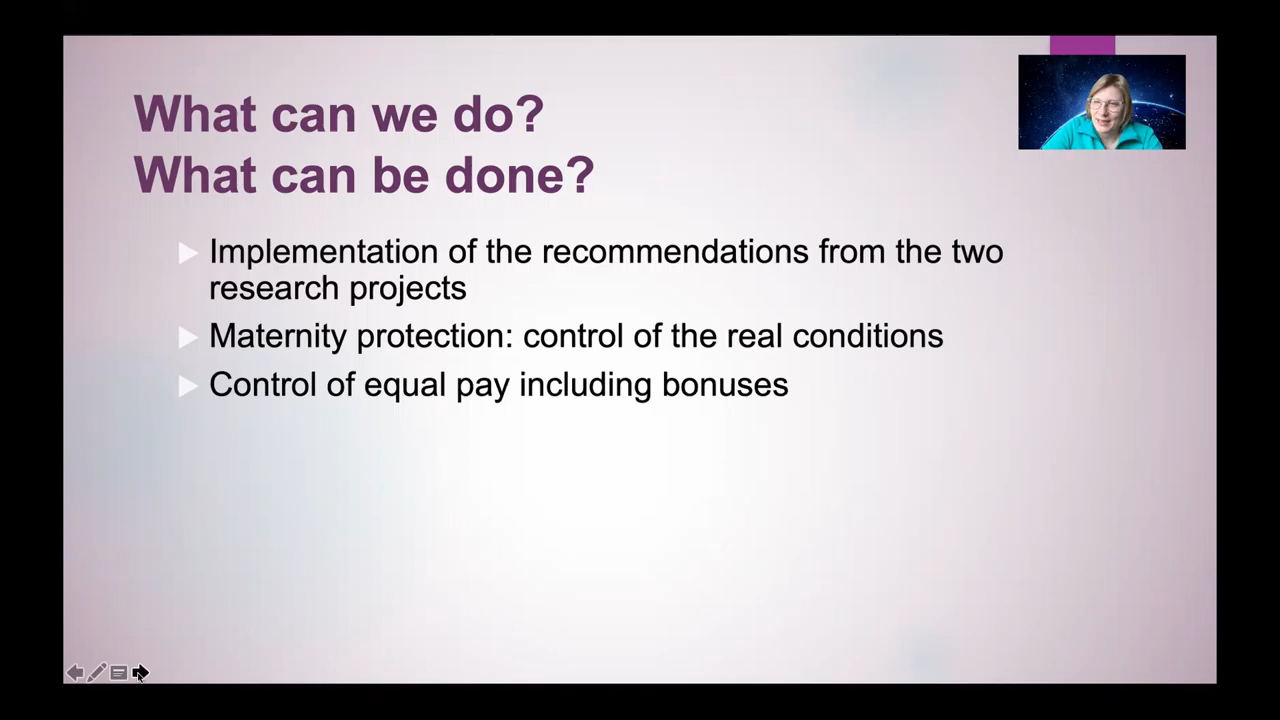 What can we do?
What can be done?
Implementation of the recommendations from the two
research projects
Maternity protection: control of the real conditions
Control of equal pay including bonuses